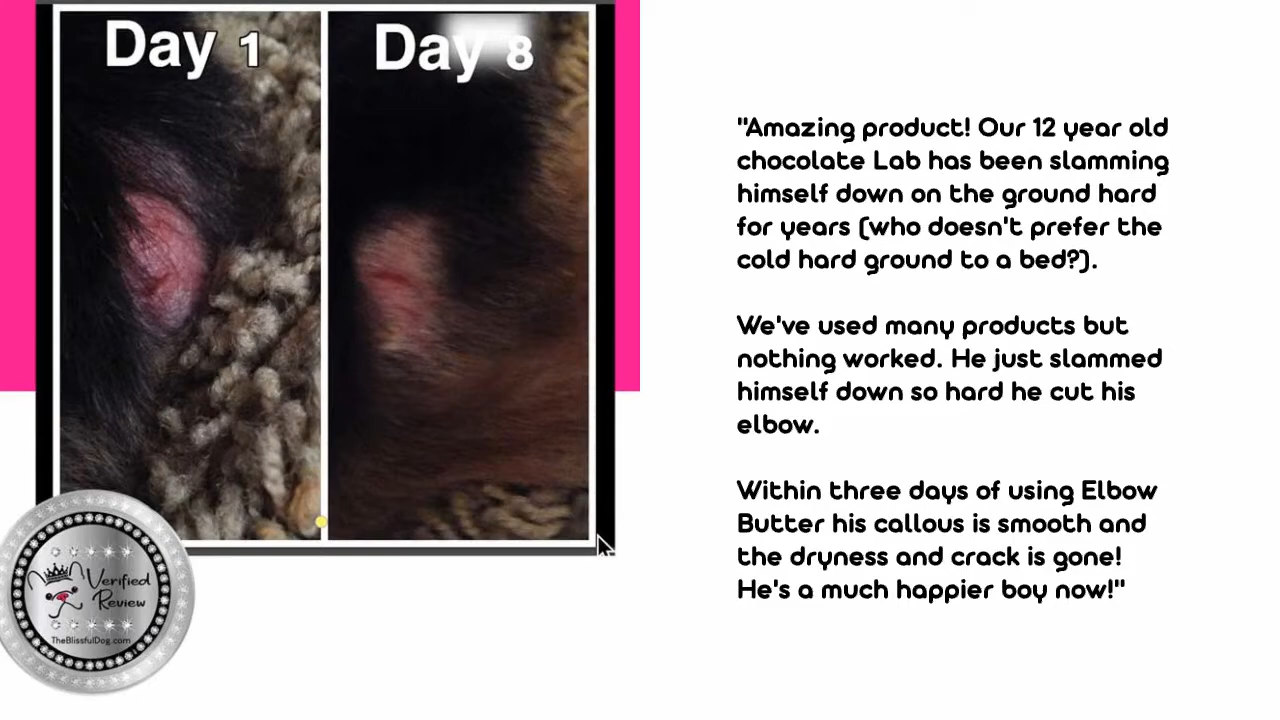 Day 1
Day 8
"Amazing product! Our 12 year old
chocolate Lab has been slamming
himself down on the ground hard
for years (who doesn't prefer the
cold hard ground to a bed?).
We've used many products but
nothing worked. He just slammed
himself down so hard he cut his
elbow.
Within three days of using Elbow
Butter his callous is smooth and
the dryness and crack is gone!
He's a much happier boy now!"
Verified
Review
TheBlissfulDog.com